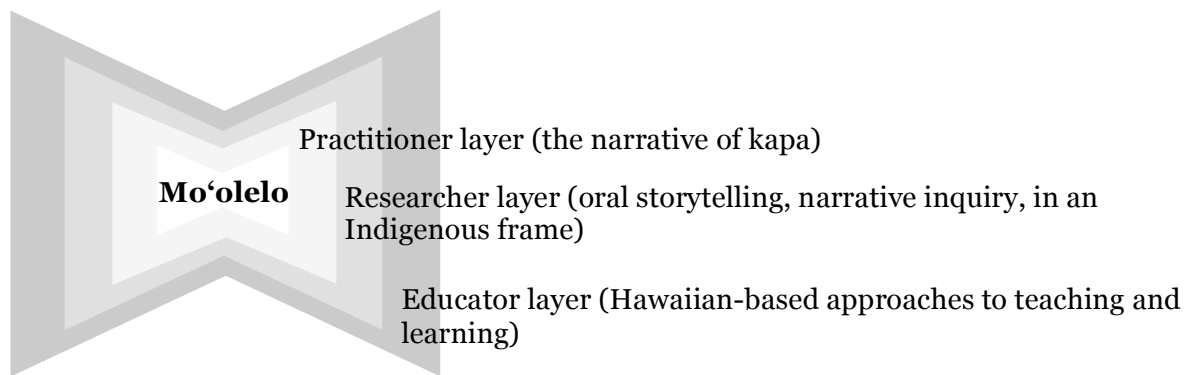 Practitioner layer (the narrative of kapa)
Moʻolelo
Researcher layer (oral storytelling, narrative inquiry, in an
Indigenous frame)
Educator layer (Hawaiian-based approaches to teaching and
learning)